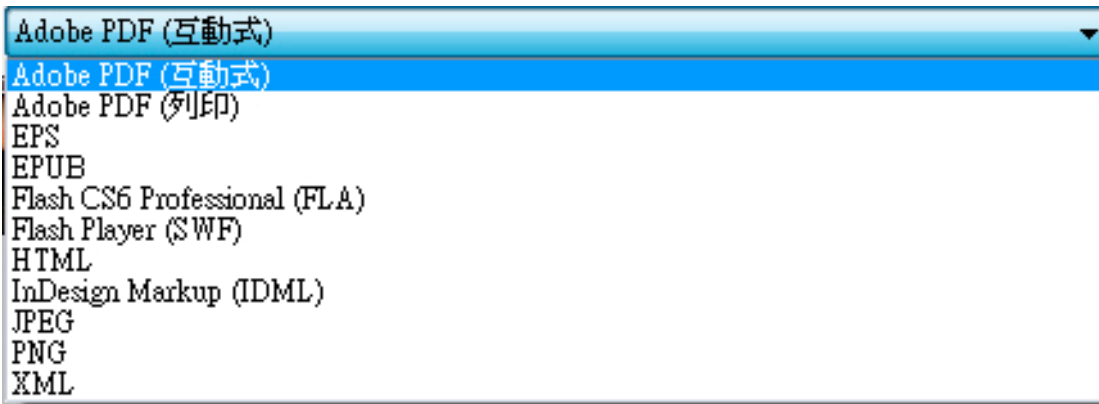 Adobe PDF (互動式)
Adobe PDF (互動式)
Adobe PDF (列印)
EPS
EPUB
Flash CS6 Professional (FLA)
Flash Player (SWF)
HTML
InDesign Markup (IDML)
JPEG
PNG
XML